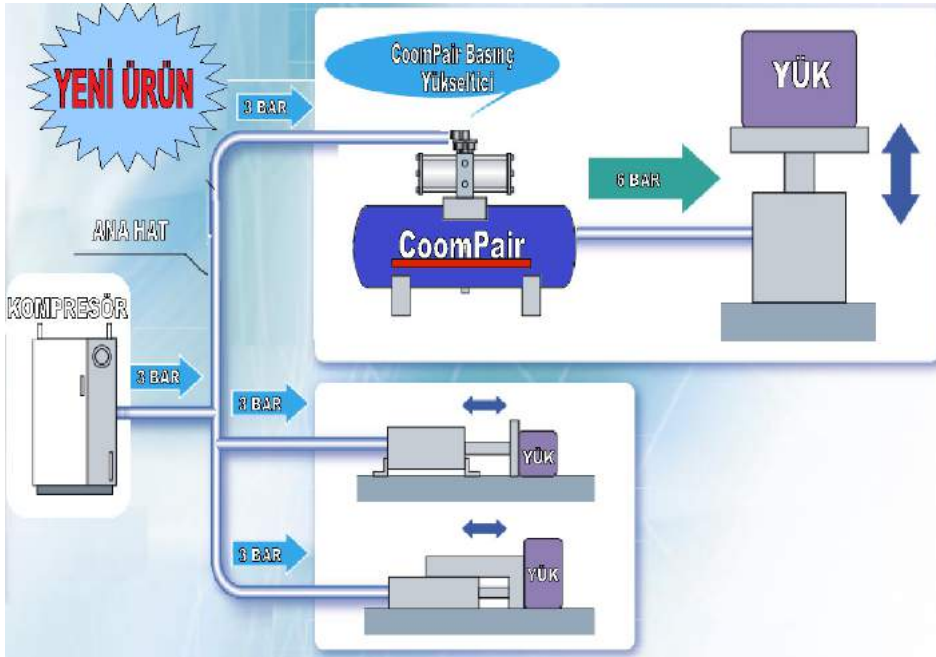 YENİ ÜRÜN
CoomPair Basınç
Yükseltici
YÜK
3 BAR
6 BAR
ANA HAT
CoomPair
KOMPRESÖR
3 BAR
3 BAR
YÜK
3 BAR
YÜK